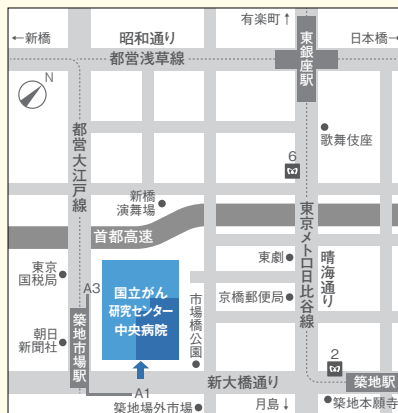 有楽町↑
←新橋
昭和通り
日本橋→
都営浅草線
東銀座駅
N
都営大江戸線
歌舞伎座
6
新橋
演舞場
首都高速
東京メトロ日比谷線
晴海通り
東京
国税局
A3
国立がん
研究センター
中央病院
東劇
京橋郵便局
市場橋公園
築地市場駅
朝日
新聞社
2
新大橋通り
築地駅
A1
築地場外市場
月島↓
築地本願寺